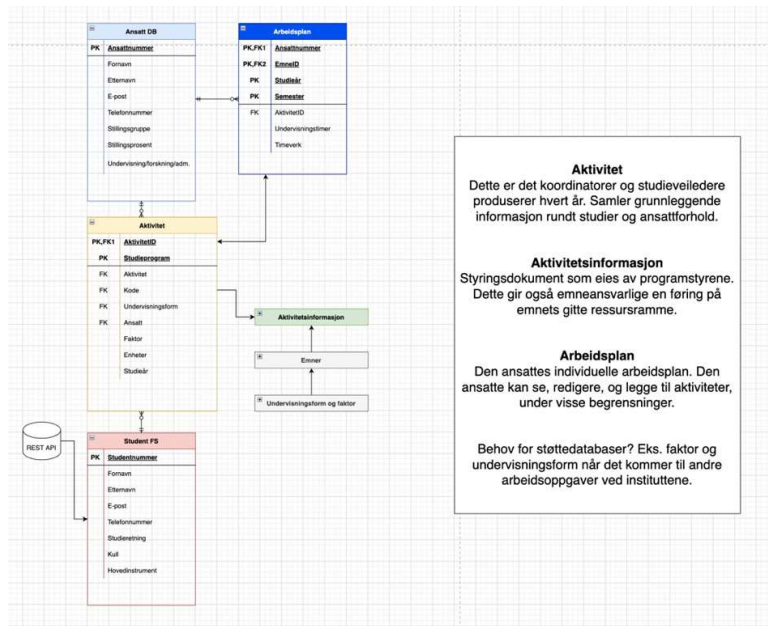 Ansatt DB
PK Ansattnummer
Fornavn
Etternavn
E-post
Telefonnummer
Stillingsgruppe
Stillingsprosent
Undervisning/forskning/adm.
Arbeidsplan
PK,FK1 Ansattnummer
PK,FK2 EmneID
PK Studieår
PK Semester
FK AktivitetID
Undervisningstimer
Timeverk
Aktivitet
PK,FK1 AktivitetID
PK Studieprogram
FK Aktivitet
FK Kode
FK Undervisningsform
FK Ansatt
Faktor
Enheter
Studieår
Aktivitetsinformasjon
Emner
Undervisningsform og faktor
REST API
Student FS
PK Studentnummer
Fornavn
Etternavn
E-post
Telefonnummer
Studieretning
Kull
Hovedinstrument
Aktivitet
Dette er det koordinatorer og studieveiledere
produserer hvert år. Samler grunnleggende
informasjon rundt studier og ansattforhold.
Aktivitetsinformasjon
Styringsdokument som eies av programstyrene.
Dette gir også emneansvarlige en føring på
emnets gitte ressursramme.
Arbeidsplan
Den ansattes individuelle arbeidsplan. Den
ansatte kan se, redigere, og legge til aktiviteter,
under visse begrensninger.
Behov for støttedatabaser? Eks. faktor og
undervisningsform når det kommer til andre
arbeidsoppgaver ved instituttene.